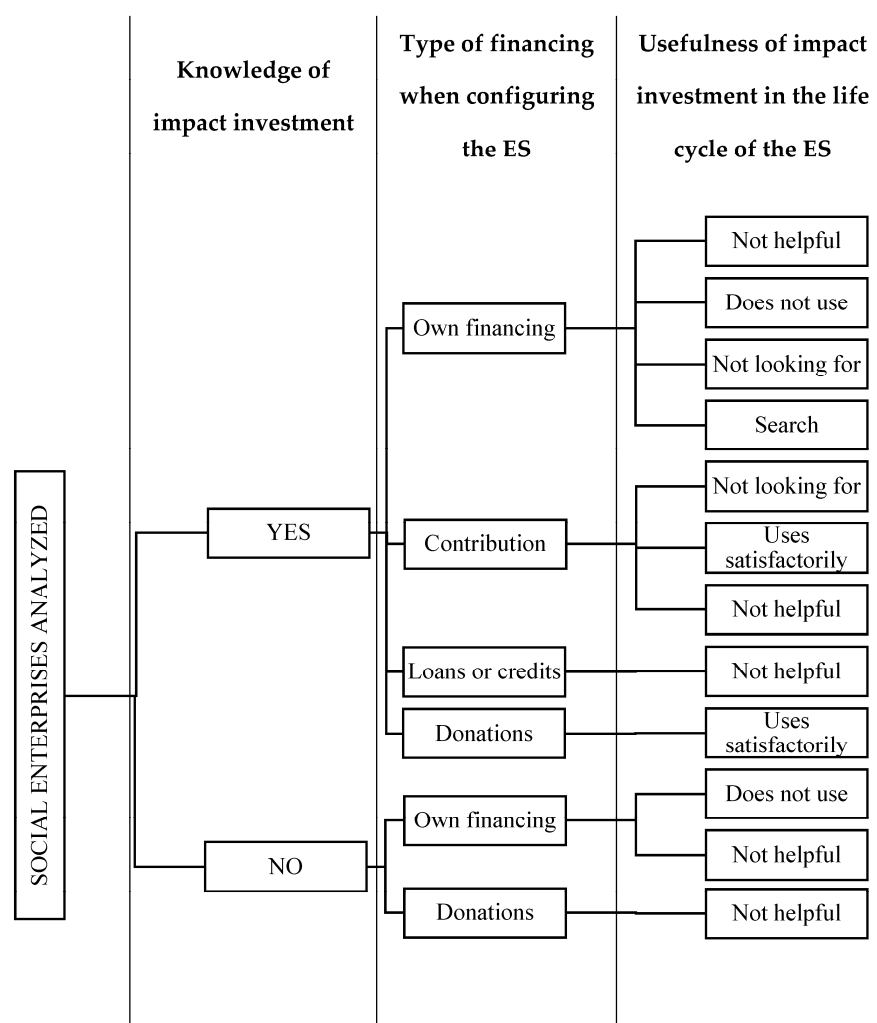 Knowledge of
impact investment
Type of financing
when configuring
the ES
Usefulness of impact
investment in the life
cycle of the ES
SOCIAL ENTERPRISES ANALYZED
YES
Own financing
Not helpful
Does not use
Not looking for
Search
Contribution
Not looking for
Uses
satisfactorily
Not helpful
Loans or credits
Not helpful
Donations
Uses
satisfactorily
NO
Own financing
Does not use
Not helpful
Donations
Not helpful